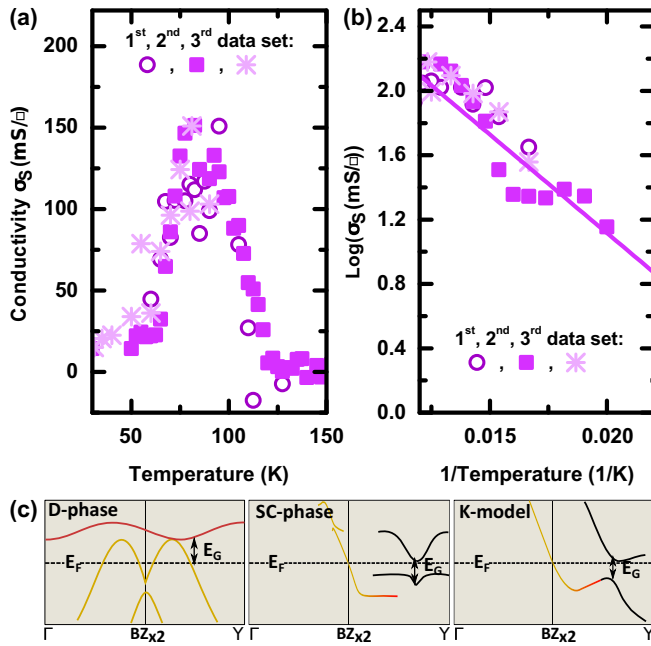 (a)
200
150
100
50
0
Conductivity σS (mS/□)
1st, 2nd, 3rd data set:
, ,
50 100 150
Temperature (K)
(b)
2.4
2.0
1.6
1.2
0.8
0.4
0.0
Log(σS (mS/□))
1st, 2nd, 3rd data set:
, ,
0.015 0.020
1/Temperature (1/K)
(c)
D-phase
EF
EG
Γ BZx2 Y
SC-phase
EF
EG
Γ BZx2 Y
K-model
EF
EG
Γ BZx2 Y